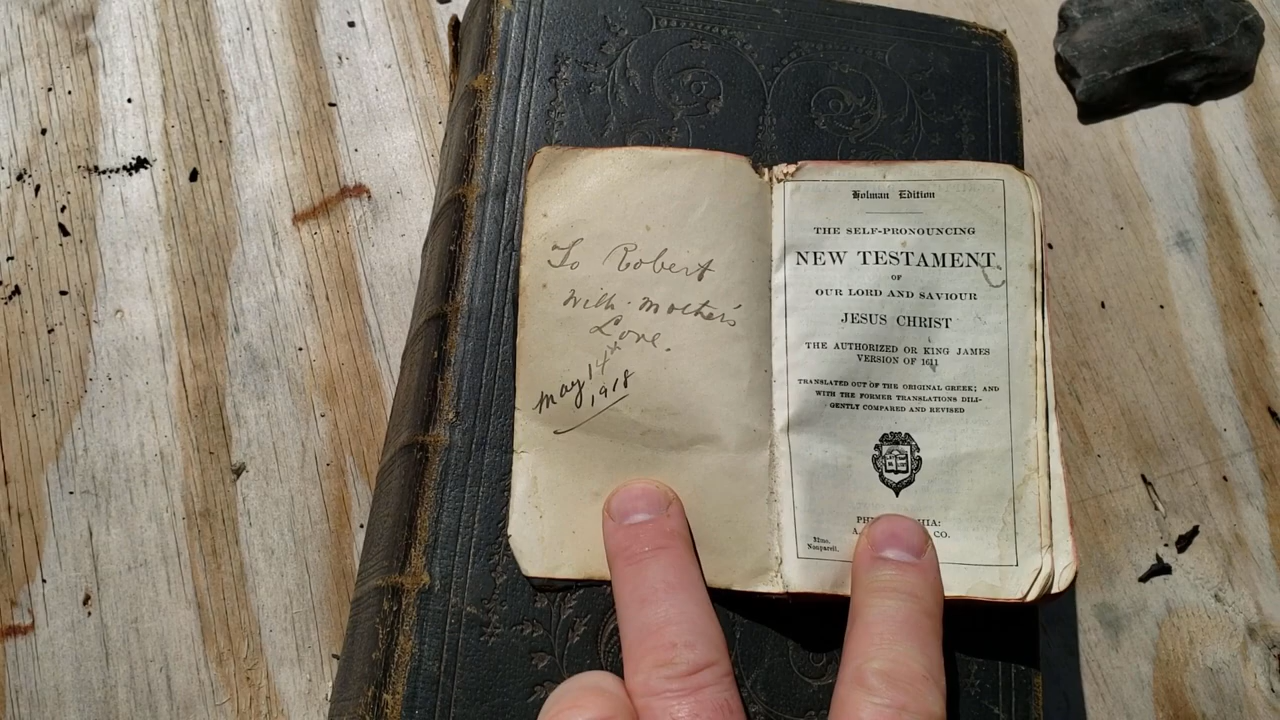 To Robert
With Mother's
Love.
May 14th
1918
Holman Edition
THE SELF-PRONOUNCING
NEW TESTAMENT
OF
OUR LORD AND SAVIOUR
JESUS CHRIST
THE AUTHORIZED OR KING JAMES
VERSION OF 1611
TRANSLATED OUT OF THE ORIGINAL GREEK; AND
WITH THE FORMER TRANSLATIONS DILI-
GENTLY COMPARED AND REVISED
A. CO.
32mo.
Nonpareil.